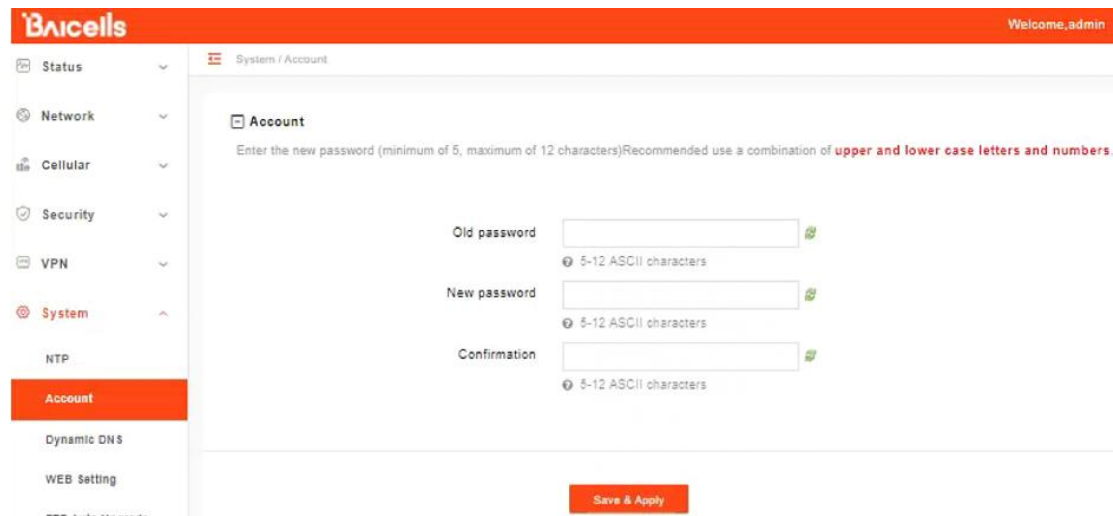 BAicells
Welcome,admin
Status
System / Account
Network
Account
Enter the new password (minimum of 5, maximum of 12 characters)Recommended use a combination of upper and lower case letters and numbers.
Cellular
Security
Old password
5-12 ASCII characters
VPN
New password
5-12 ASCII characters
System
Confirmation
5-12 ASCII characters
NTP
Account
Dynamic DNS
WEB Setting
Save & Apply